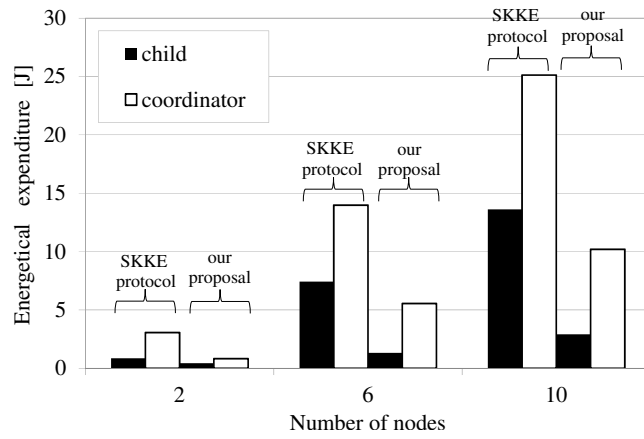 30
25
20
15
10
5
0
Energetical expenditure [J]
child
coordinator
SKKE
protocol
our
proposal
SKKE
protocol
our
proposal
SKKE
protocol
our
proposal
2
6
10
Number of nodes